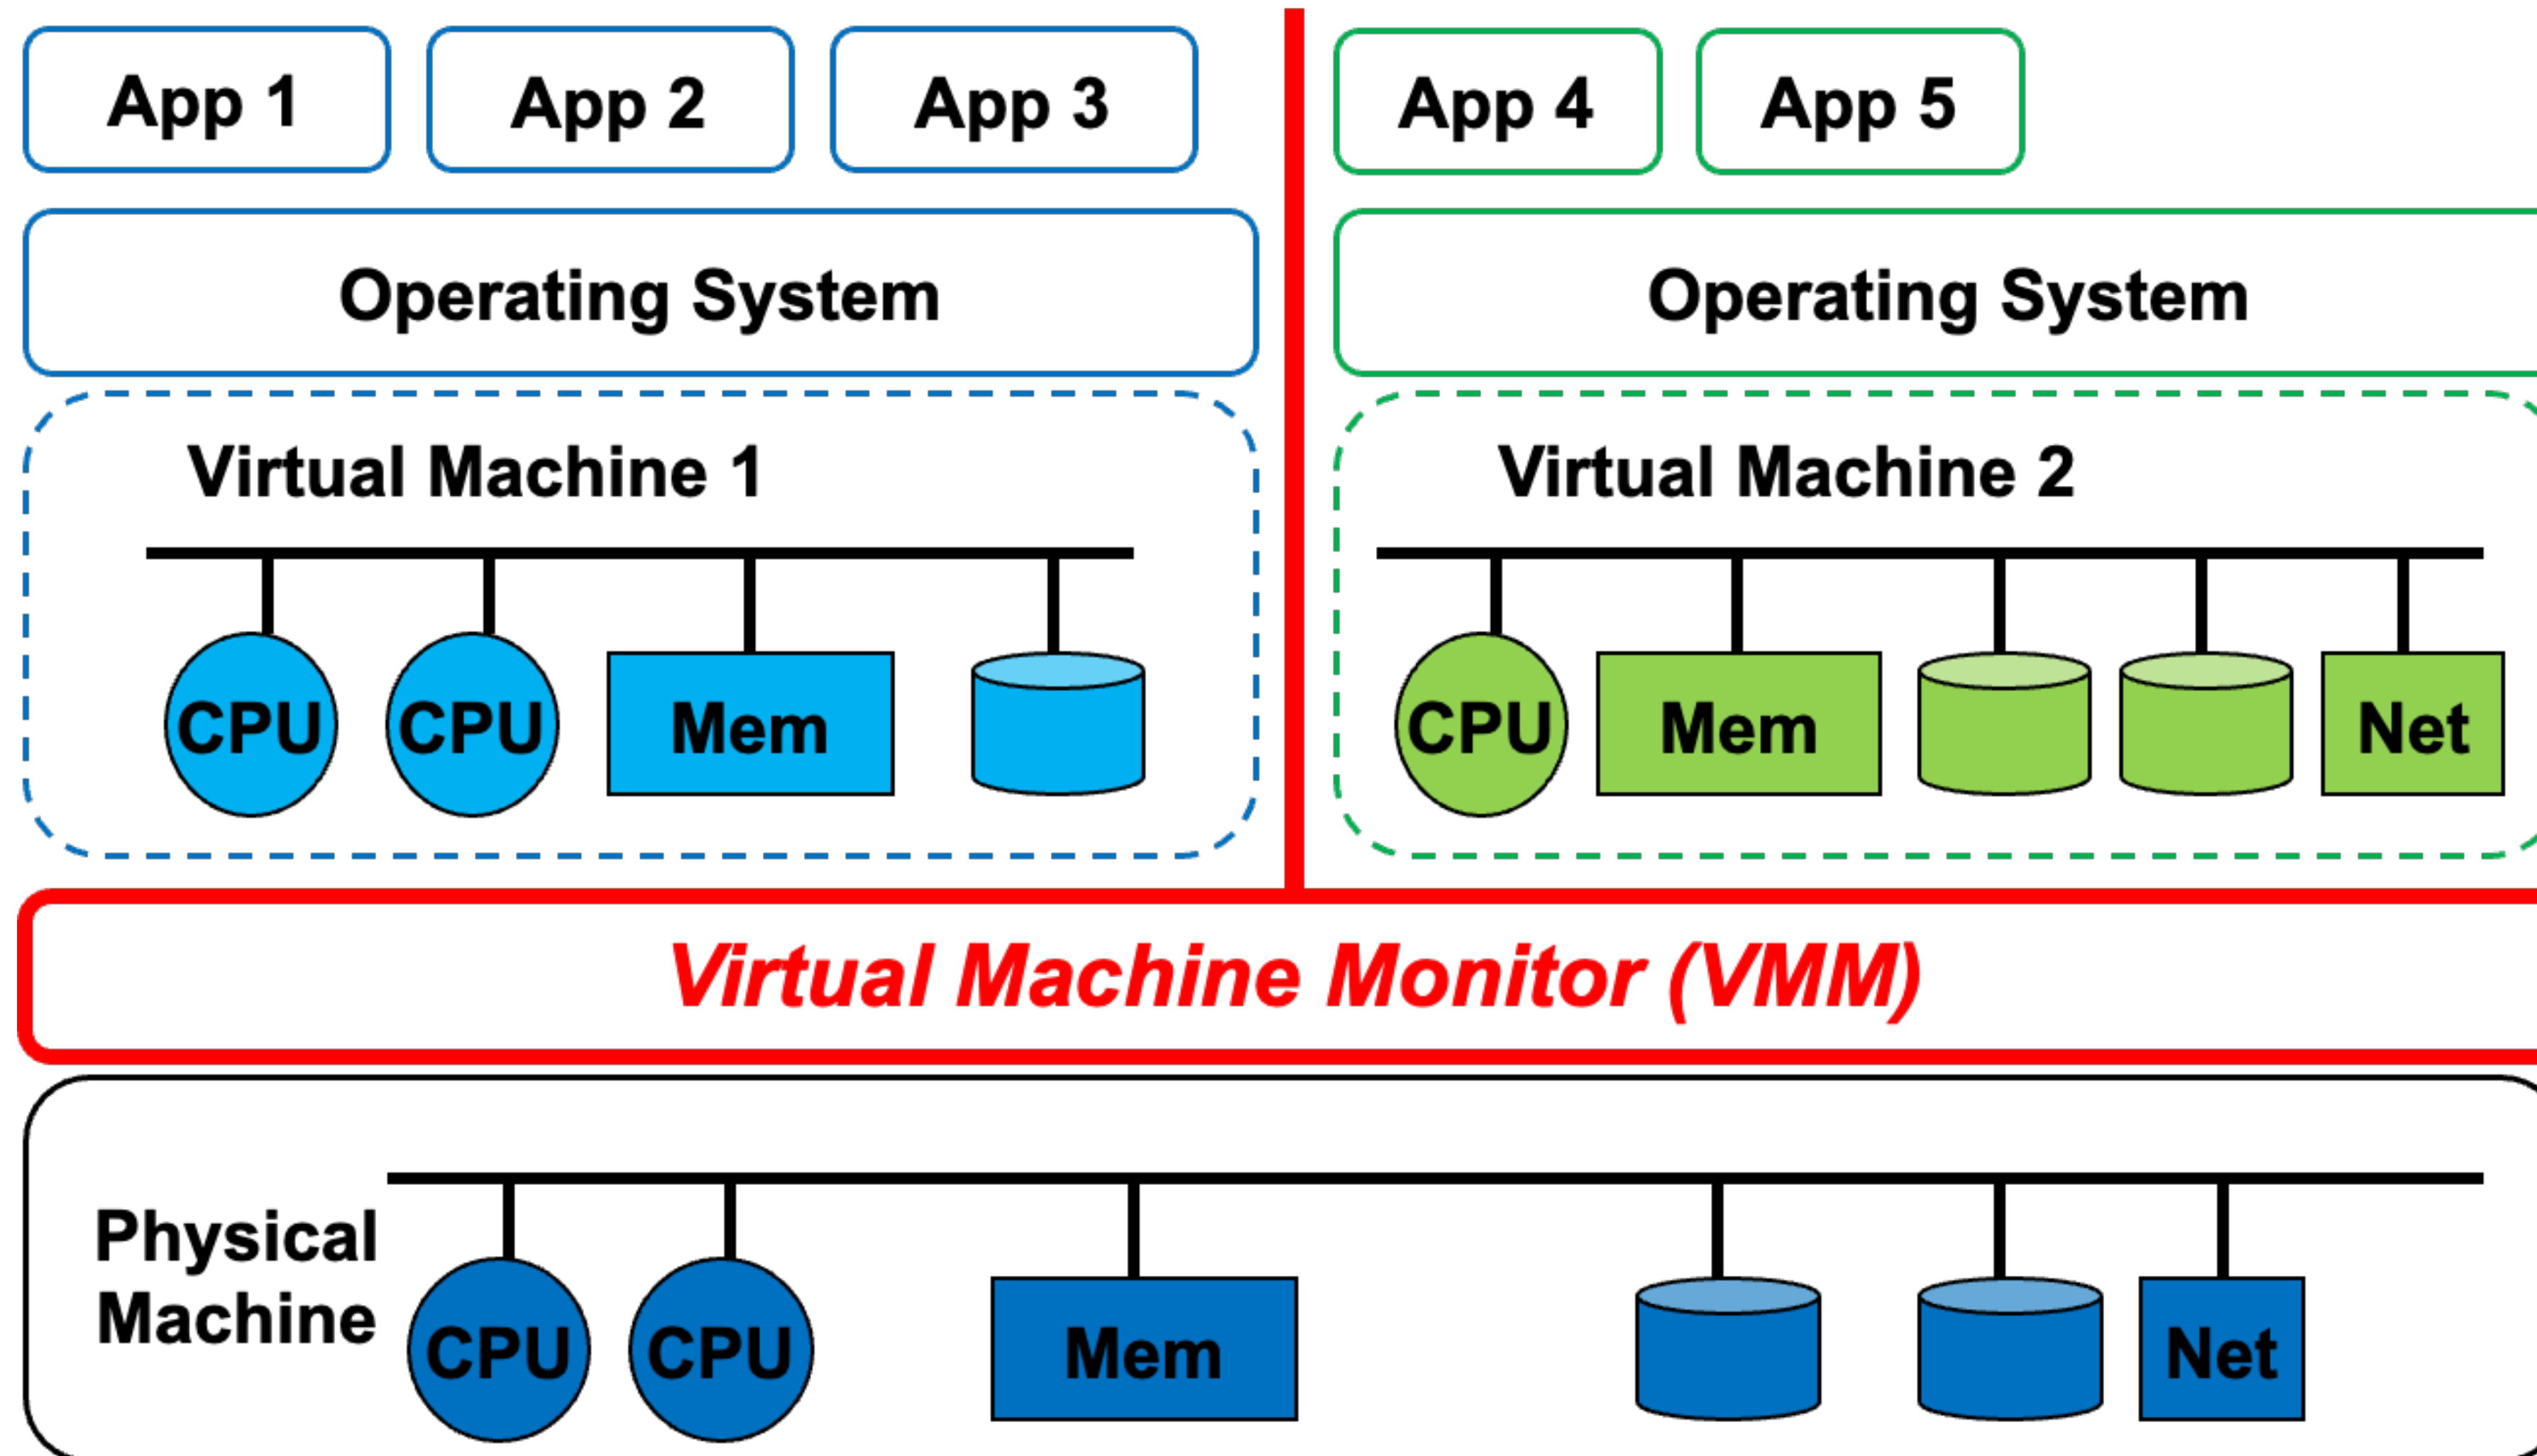 App 1
App 2
App 3
App 4
App 5
Operating System
Operating System
Virtual Machine 1
Virtual Machine 2
CPU
CPU
Mem
CPU
Mem
Net
Virtual Machine Monitor (VMM)
Physical
Machine
CPU
CPU
Mem
Net